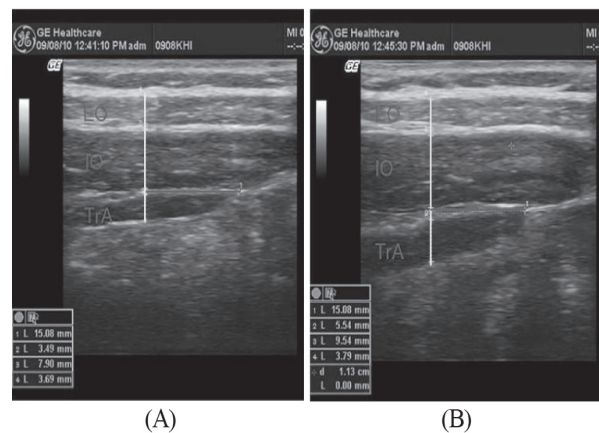 GE Healthcare
09/08/10 12:41:10 PM adm 0908KHI
MI 0
GE
LO
IO
TrA
1
1 L 15.08 mm
2 L 3.49 mm
3 L 7.90 mm
4 L 3.69 mm
(A)
GE Healthcare
09/08/10 12:45:30 PM adm 0908KHI
MI
GE
IO
TrA
1
1 L 15.08 mm
2 L 5.54 mm
3 L 9.54 mm
4 L 3.79 mm
d 1.13 cm
L 0.00 mm
(B)